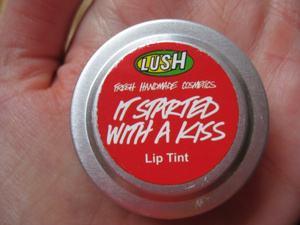 LUSH
FRESH HANDMADE COSMETICS
IT STARTED
WITH A KISS
Lip Tint